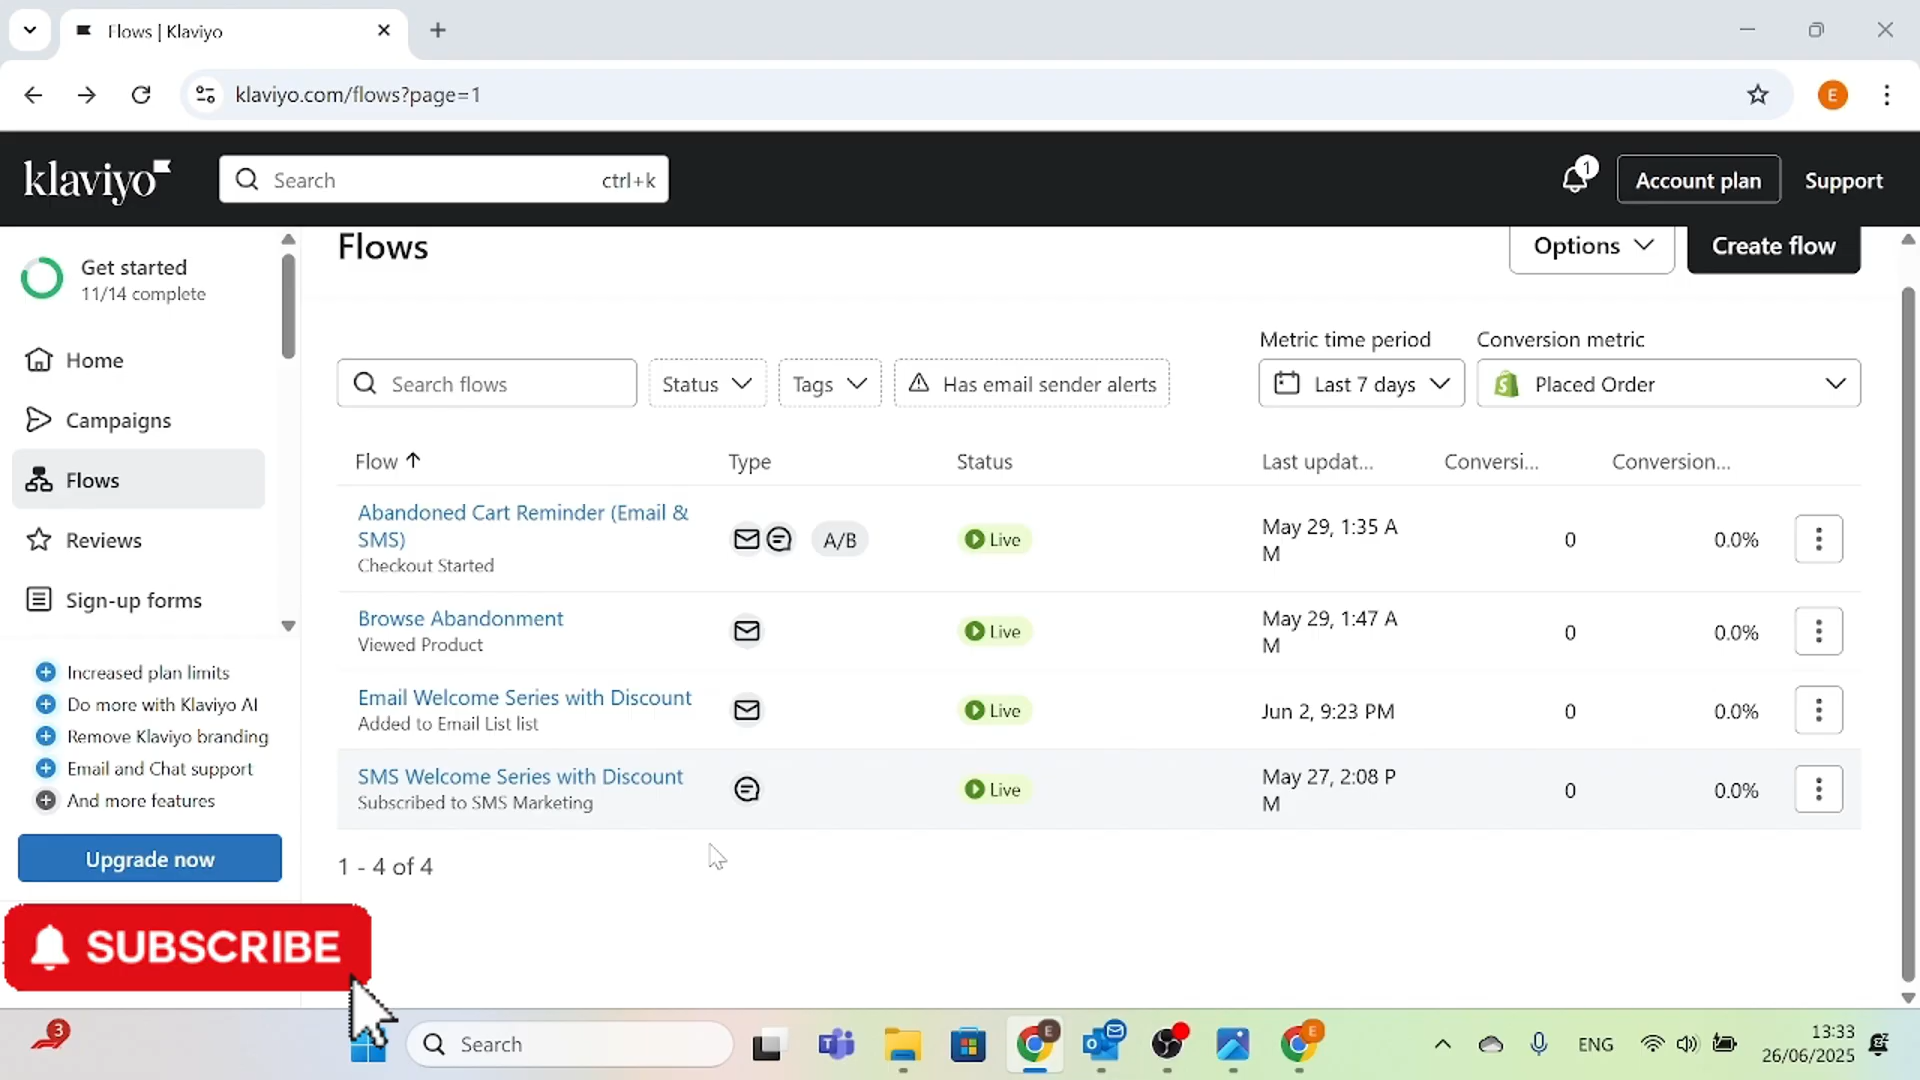 Flows | Klaviyo
klaviyo.com/flows?page=1
E
klaviyo
Search ctrl+k
1
Account plan
Support
Get started
11/14 complete
Home
Campaigns
Flows
Reviews
Sign-up forms
Increased plan limits
Do more with Klaviyo AI
Remove Klaviyo branding
Email and Chat support
And more features
Upgrade now
SUBSCRIBE
Flows
Options
Create flow
Metric time period
Conversion metric
Search flows
Status
Tags
Has email sender alerts
Last 7 days
Placed Order
Flow Type Status Last updat... Conversi... Conversion...
Abandoned Cart Reminder (Email &
SMS)
Checkout Started
A/B
Live
May 29, 1:35 A
M
0
0.0%
Browse Abandonment
Viewed Product
Live
May 29, 1:47 A
M
0
0.0%
Email Welcome Series with Discount
Added to Email List list
Live
Jun 2, 9:23 PM
0
0.0%
SMS Welcome Series with Discount
Subscribed to SMS Marketing
Live
May 27, 2:08 P
M
0
0.0%
1 - 4 of 4
3
Search
E
E
ENG
13:33
26/06/2025